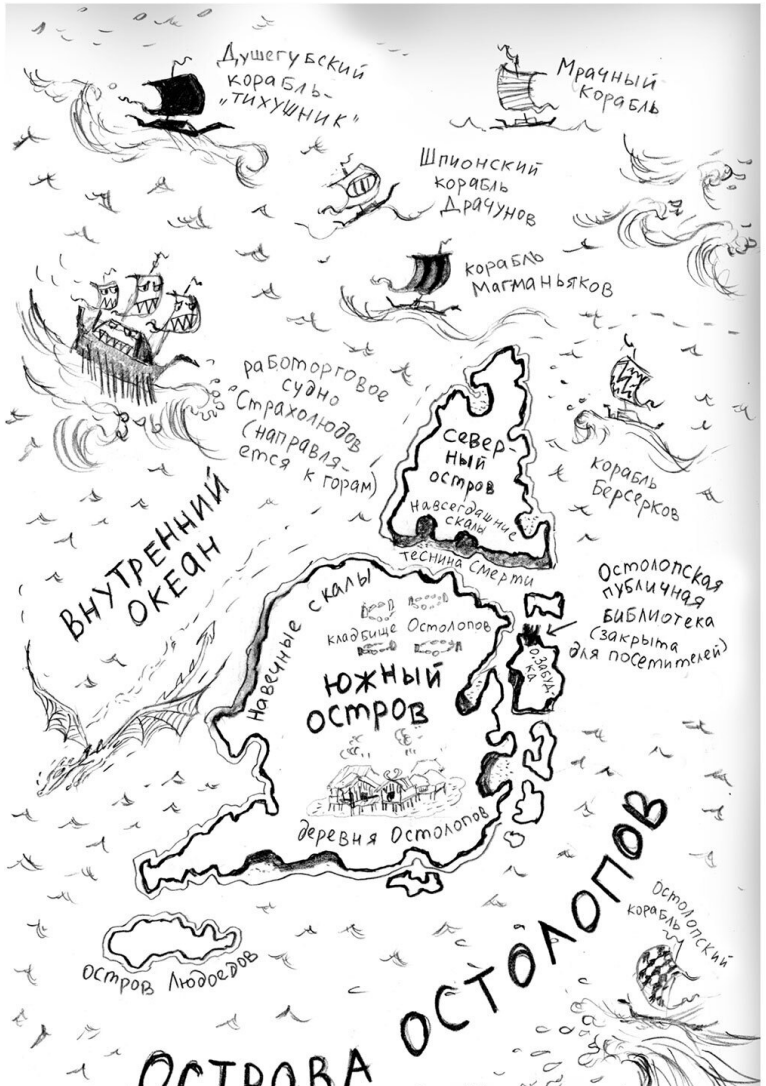 Душегубский
корабль-
„тихушник"
Мрачный
корабль
Шпионский
корабль
Драчунов
корабль
Магманьяков
работорговое
судно
Страхолюдов
(направля-
ется к горам)
корабль
Берсерков
СЕВЕР-
НЫЙ
ОСТРОВ
Навсегдашние
скалы
Теснина Смерти
ВНУТРЕННИЙ
ОКЕАН
Навечные скалы
кладбище Остолопов
ЮЖНЫЙ
ОСТРОВ
деревня Остолопов
Остолопская
публичная
библиотека
(закрыта
для посетителей)
О. ЗАБУД-
КА
остров Людоедов
Остолопский
корабль
ОСТРОВА ОСТОЛОПОВ